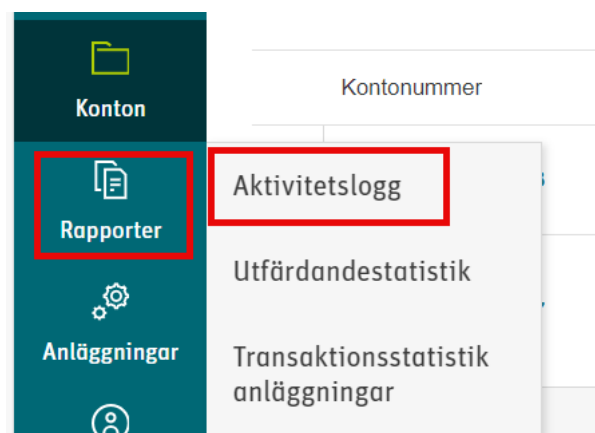 Konton
Kontonummer
Rapporter
Aktivitetslogg
Utfärdandestatistik
Anläggningar
Transaktionsstatistik
anläggningar